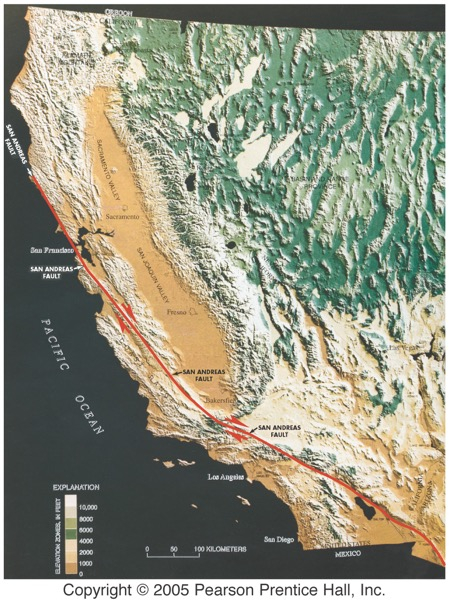 OREGON
CALIFORNIA
SAN ANDREAS
FAULT
SACRAMENTO VALLEY
Sacramento
San Francisco
SAN ANDREAS
FAULT
SAN JOAQUIN VALLEY
Fresno
PACIFIC
OCEAN
SAN ANDREAS
FAULT
Bakersfield
SAN ANDREAS
FAULT
Los Angeles
EXPLANATION
ELEVATION ZONES, IN FEET
10,000
8000
6000
4000
2000
1000
0
0 50 100 KILOMETERS
San Diego
UNITED STATES
MEXICO
Copyright © 2005 Pearson Prentice Hall, Inc.